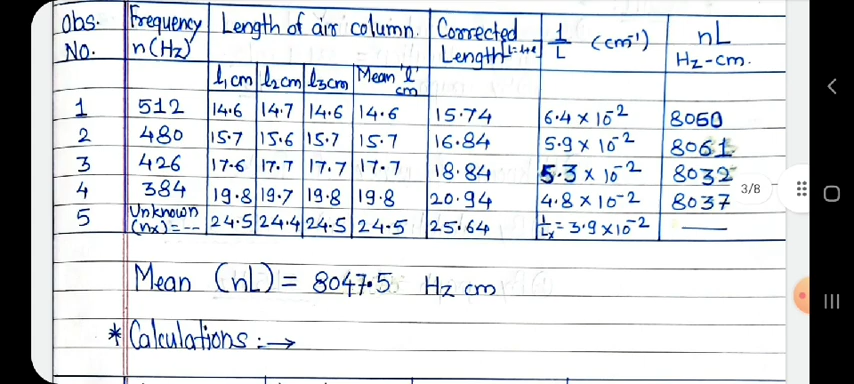 Obs. No. Frequency n (Hz) Length of air column. Corrected Length L=l+e 1/L (cm⁻¹) nL Hz-cm.
l₁ cm l₂ cm l₃ cm Mean 'l' cm
1 512 14.6 14.7 14.6 14.6 15.74 6.4 × 10⁻² 8060
2 480 15.7 15.6 15.7 15.7 16.84 5.9 × 10⁻² 8061
3 426 17.6 17.7 17.7 17.7 18.84 5.3 × 10⁻² 8032
4 384 19.8 19.7 19.8 19.8 20.94 4.8 × 10⁻² 8037
5 Unknown (nx)=-- 24.5 24.4 24.5 24.5 25.64 1/Lx = 3.9 × 10⁻² —
3/8
Mean (nL) = 8047.5 Hz cm
* Calculations :→